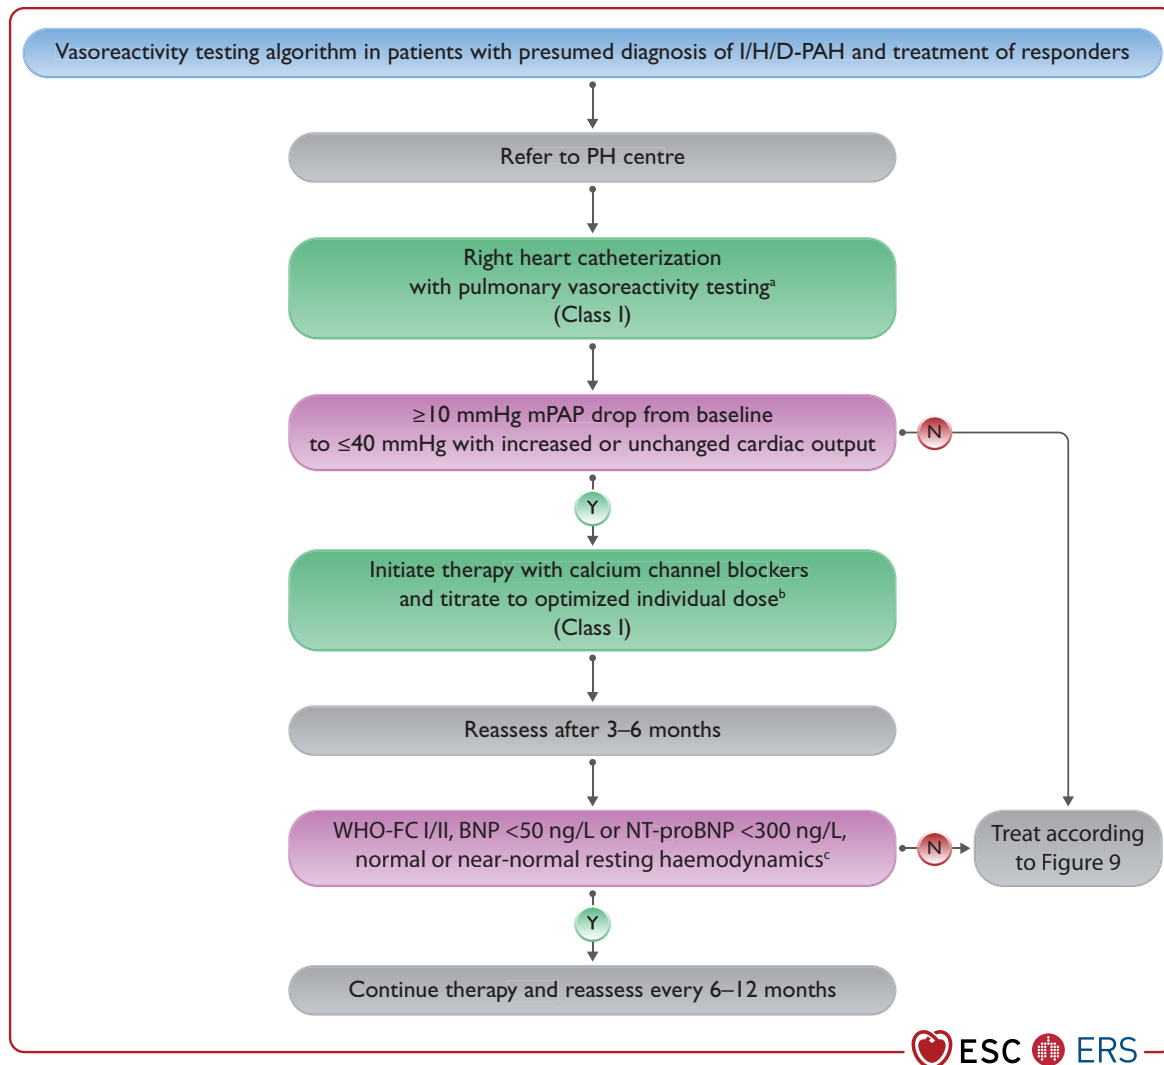 Vasoreactivity testing algorithm in patients with presumed diagnosis of I/H/D-PAH and treatment of responders
Refer to PH centre
Right heart catheterization
with pulmonary vasoreactivity testingᵃ
(Class I)
≥10 mmHg mPAP drop from baseline
to ≤40 mmHg with increased or unchanged cardiac output
N
Y
Initiate therapy with calcium channel blockers
and titrate to optimized individual doseᵇ
(Class I)
Reassess after 3–6 months
WHO-FC I/II, BNP <50 ng/L or NT-proBNP <300 ng/L,
normal or near-normal resting haemodynamicsᶜ
N
Treat according
to Figure 9
Y
Continue therapy and reassess every 6–12 months
ESC ERS